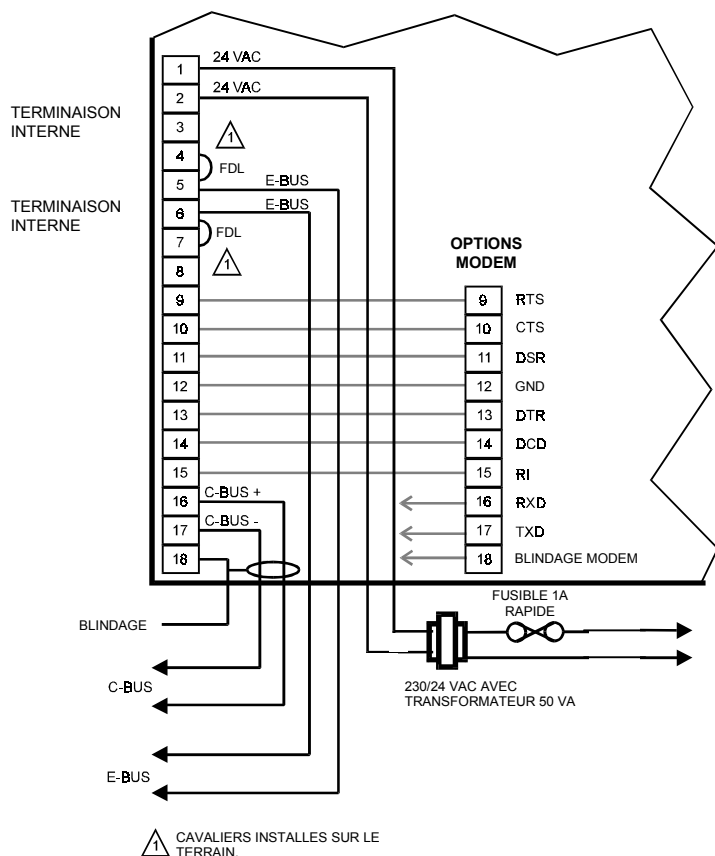 24 VAC
1
24 VAC
2
TERMINAISON
INTERNE
3
1
4
FDL
5
E-BUS
TERMINAISON
INTERNE
6
E-BUS
7
FDL
8
1
OPTIONS
MODEM
9
9 RTS
10
10 CTS
11
11 DSR
12
12 GND
13
13 DTR
14
14 DCD
15
15 RI
16
C-BUS +
16 RXD
17
C-BUS -
17 TXD
18
18 BLINDAGE MODEM
FUSIBLE 1A
RAPIDE
BLINDAGE
C-BUS
230/24 VAC AVEC
TRANSFORMATEUR 50 VA
E-BUS
1 CAVALIERS INSTALLES SUR LE
TERRAIN.